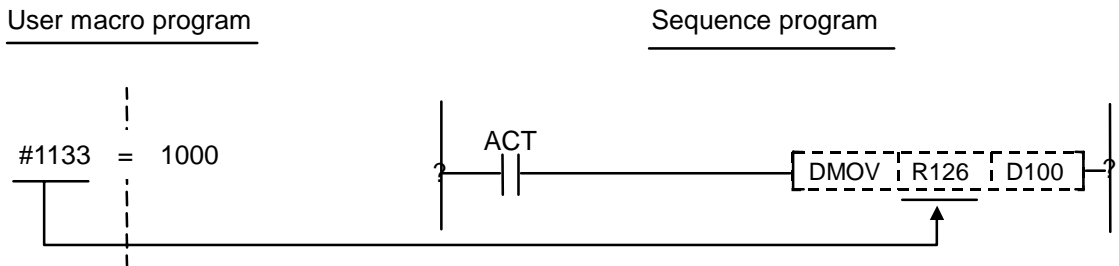 User macro program
Sequence program
#1133 = 1000
ACT
? DMOV R126 D100 ?